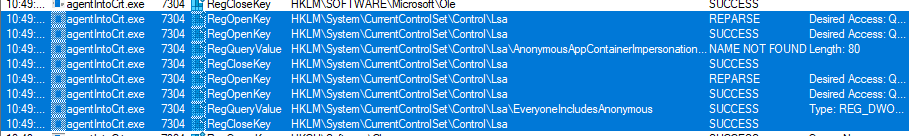 10:49:... agentIntoCrt.exe 7304 RegCloseKey HKLM\SOFTWARE\Microsoft\Ole SUCCESS
10:49:... agentIntoCrt.exe 7304 RegOpenKey HKLM\System\CurrentControlSet\Control\Lsa REPARSE Desired Access: Q...
10:49:... agentIntoCrt.exe 7304 RegOpenKey HKLM\System\CurrentControlSet\Control\Lsa SUCCESS Desired Access: Q...
10:49:... agentIntoCrt.exe 7304 RegQueryValue HKLM\System\CurrentControlSet\Control\Lsa\AnonymousAppContainerImpersonation... NAME NOT FOUND Length: 80
10:49:... agentIntoCrt.exe 7304 RegCloseKey HKLM\System\CurrentControlSet\Control\Lsa SUCCESS
10:49:... agentIntoCrt.exe 7304 RegOpenKey HKLM\System\CurrentControlSet\Control\Lsa REPARSE Desired Access: Q...
10:49:... agentIntoCrt.exe 7304 RegOpenKey HKLM\System\CurrentControlSet\Control\Lsa SUCCESS Desired Access: Q...
10:49:... agentIntoCrt.exe 7304 RegQueryValue HKLM\System\CurrentControlSet\Control\Lsa\EveryoneIncludesAnonymous SUCCESS Type: REG_DWO...
10:49:... agentIntoCrt.exe 7304 RegCloseKey HKLM\System\CurrentControlSet\Control\Lsa SUCCESS